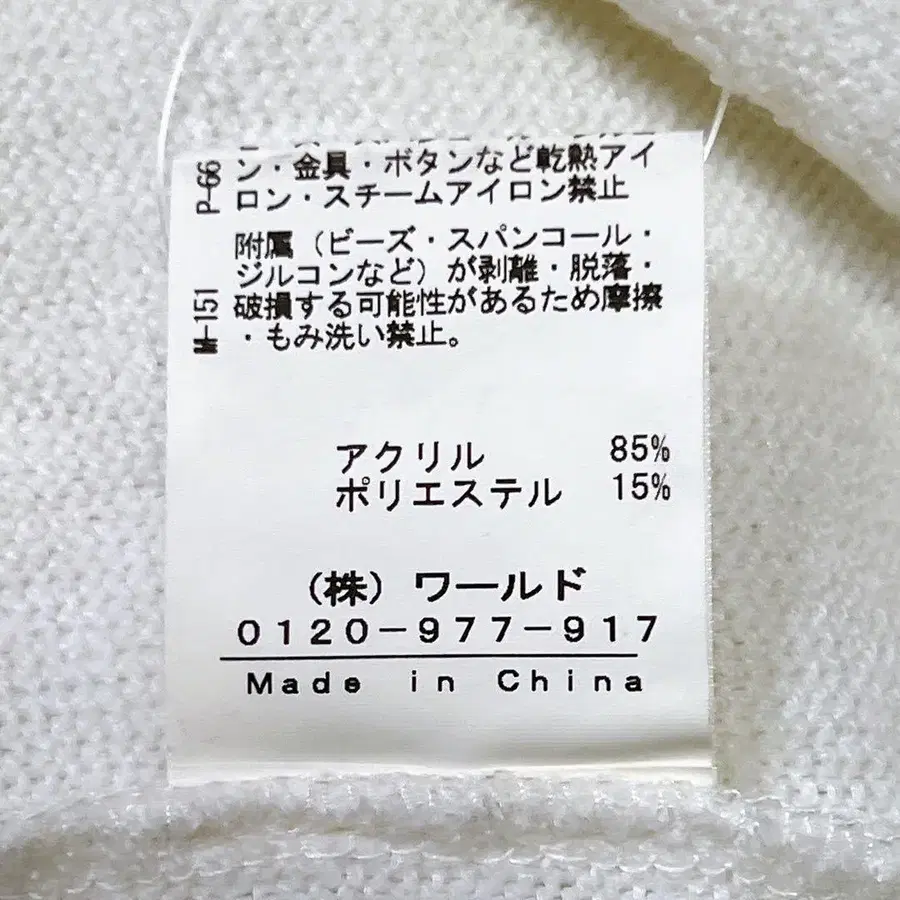 P-66
ン・金具・ボタンなど乾熱アイ
ロン・スチームアイロン禁止
附属（ビーズ・スパンコール・
ジルコンなど）が剥離・脱落・
M-151
破損する可能性があるため摩擦
・もみ洗い禁止。
アクリル 85%
ポリエステル 15%
（株）ワールド
0120-977-917
Made in China